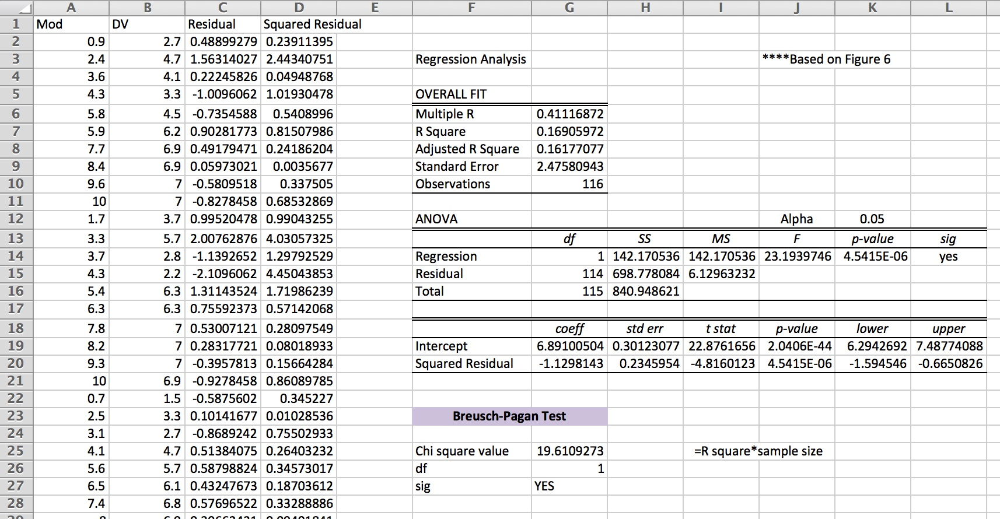 A B C D E F G H I J K L
1 Mod DV Residual Squared Residual
2 0.9 2.7 0.48899279 0.23911395
3 2.4 4.7 1.56314027 2.44340751 Regression Analysis ****Based on Figure 6
4 3.6 4.1 0.22245826 0.04948768
5 4.3 3.3 -1.0096062 1.01930478 OVERALL FIT
6 5.8 4.5 -0.7354588 0.5408996 Multiple R 0.41116872
7 5.9 6.2 0.90281773 0.81507986 R Square 0.16905972
8 7.7 6.9 0.49179471 0.24186204 Adjusted R Square 0.16177077
9 8.4 6.9 0.05973021 0.0035677 Standard Error 2.47580943
10 9.6 7 -0.5809518 0.337505 Observations 116
11 10 7 -0.8278458 0.68532869
12 1.7 3.7 0.99520478 0.99043255 ANOVA Alpha 0.05
13 3.3 5.7 2.00762876 4.03057325 df SS MS F p-value sig
14 3.7 2.8 -1.1392652 1.29792529 Regression 1 142.170536 142.170536 23.1939746 4.5415E-06 yes
15 4.3 2.2 -2.1096062 4.45043853 Residual 114 698.778084 6.12963232
16 5.4 6.3 1.31143524 1.71986239 Total 115 840.948621
17 6.3 6.3 0.75592373 0.57142068
18 7.8 7 0.53007121 0.28097549 coeff std err t stat p-value lower upper
19 8.2 7 0.28317721 0.08018933 Intercept 6.89100504 0.30123077 22.8761656 2.0406E-44 6.2942692 7.48774088
20 9.3 7 -0.3957813 0.15664284 Squared Residual -1.1298143 0.2345954 -4.8160123 4.5415E-06 -1.594546 -0.6650826
21 10 6.9 -0.9278458 0.86089785
22 0.7 1.5 -0.5875602 0.345227
23 2.5 3.3 0.10141677 0.01028536 Breusch-Pagan Test
24 3.1 2.7 -0.8689242 0.75502933
25 4.1 4.7 0.51384075 0.26403232 Chi square value 19.6109273 =R square*sample size
26 5.6 5.7 0.58798824 0.34573017 df 1
27 6.5 6.1 0.43247673 0.18703612 sig YES
28 7.4 6.8 0.57696522 0.33288886